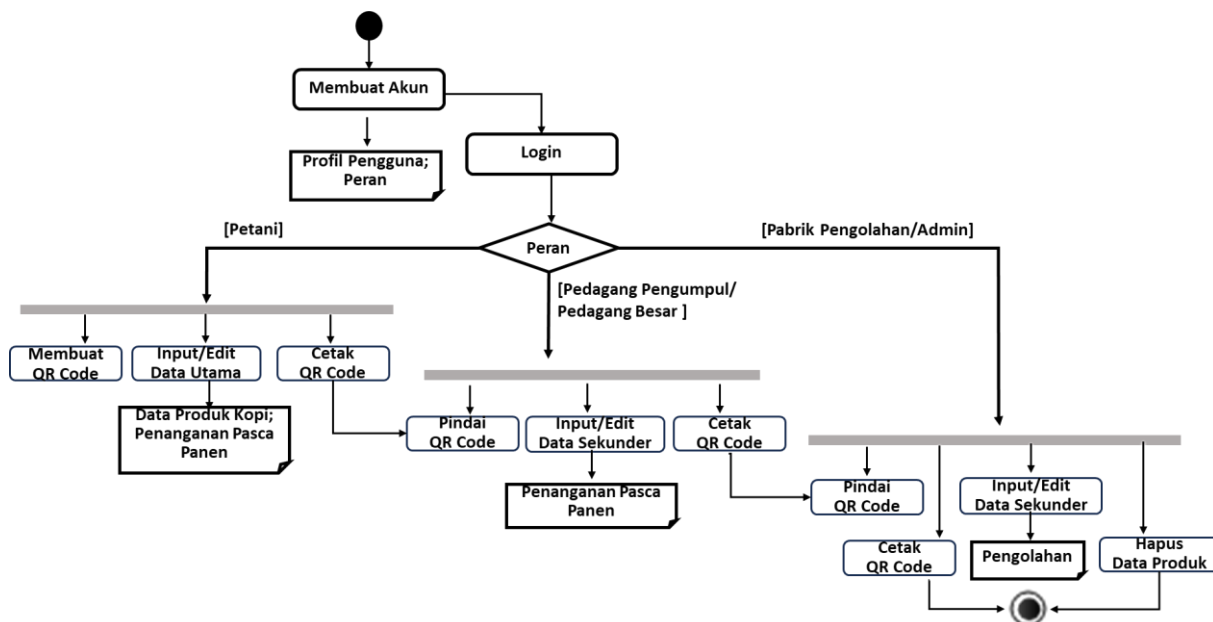 Membuat Akun
Profil Pengguna;
Peran
Login
[Petani]
Peran
[Pabrik Pengolahan/Admin]
[Pedagang Pengumpul/
Pedagang Besar ]
Membuat
QR Code
Input/Edit
Data Utama
Cetak
QR Code
Data Produk Kopi;
Penanganan Pasca
Panen
Pindai
QR Code
Input/Edit
Data Sekunder
Cetak
QR Code
Penanganan Pasca
Panen
Pindai
QR Code
Input/Edit
Data Sekunder
Cetak
QR Code
Pengolahan
Hapus
Data Produk